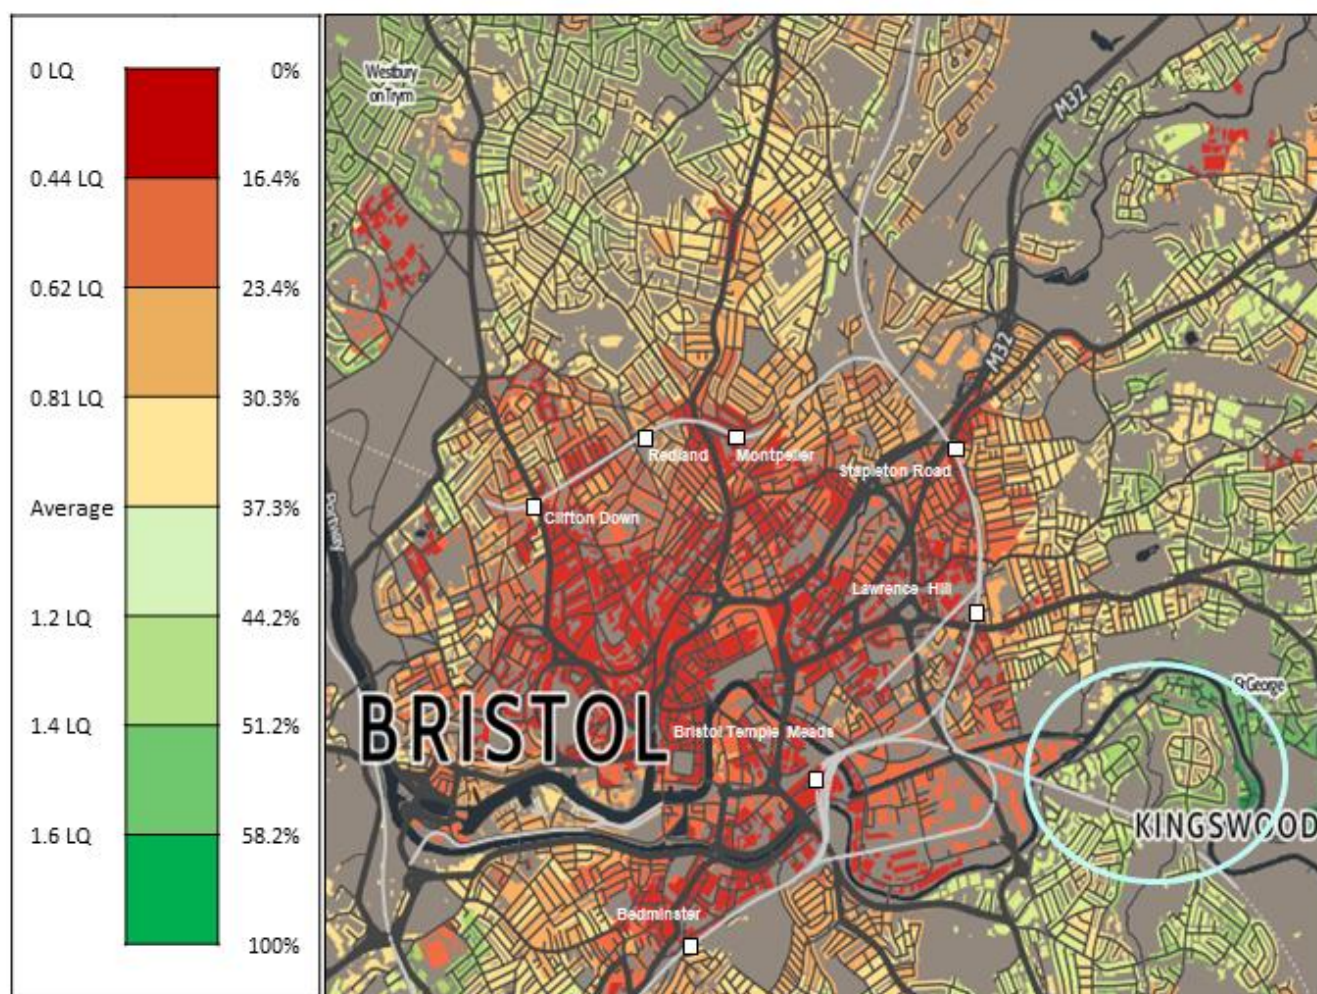 0 LQ 0%
0.44 LQ 16.4%
0.62 LQ 23.4%
0.81 LQ 30.3%
Average 37.3%
1.2 LQ 44.2%
1.4 LQ 51.2%
1.6 LQ 58.2%
100%
Westbury
on Trym
M32
M32
Redland
Montpelier
Stapleton Road
Clifton Down
Portway
Lawrence Hill
St George
BRISTOL
Bristol Temple Meads
KINGSWOOD
Bedminster